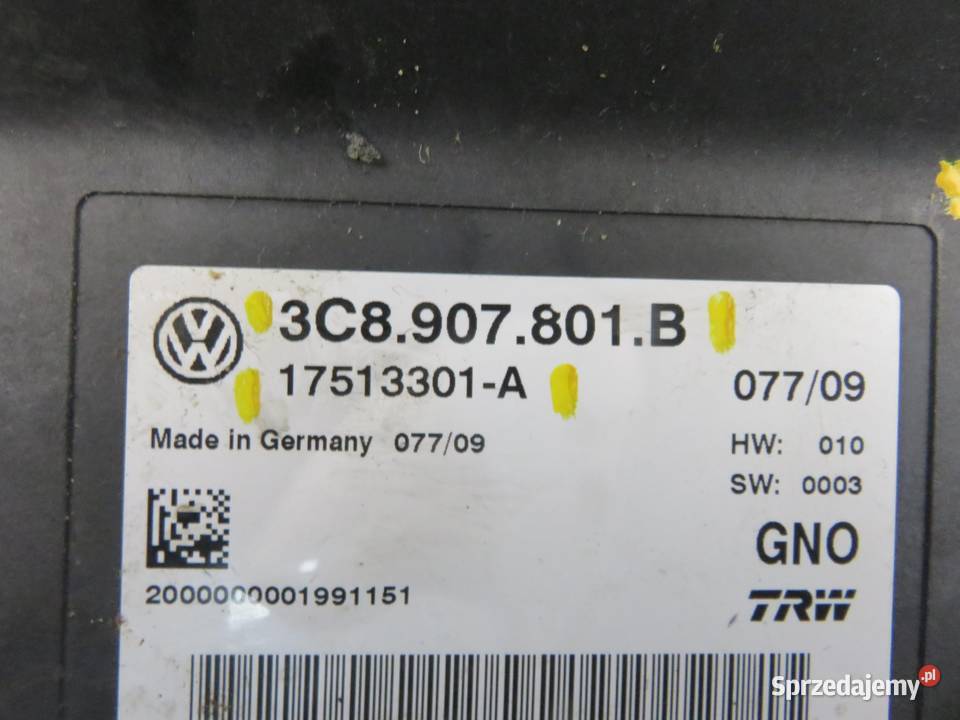 3C8.907.801.B
17513301-A 077/09
Made in Germany 077/09 HW: 010
SW: 0003
GNO
2000000001991151 TRW
Sprzedajemy.pl